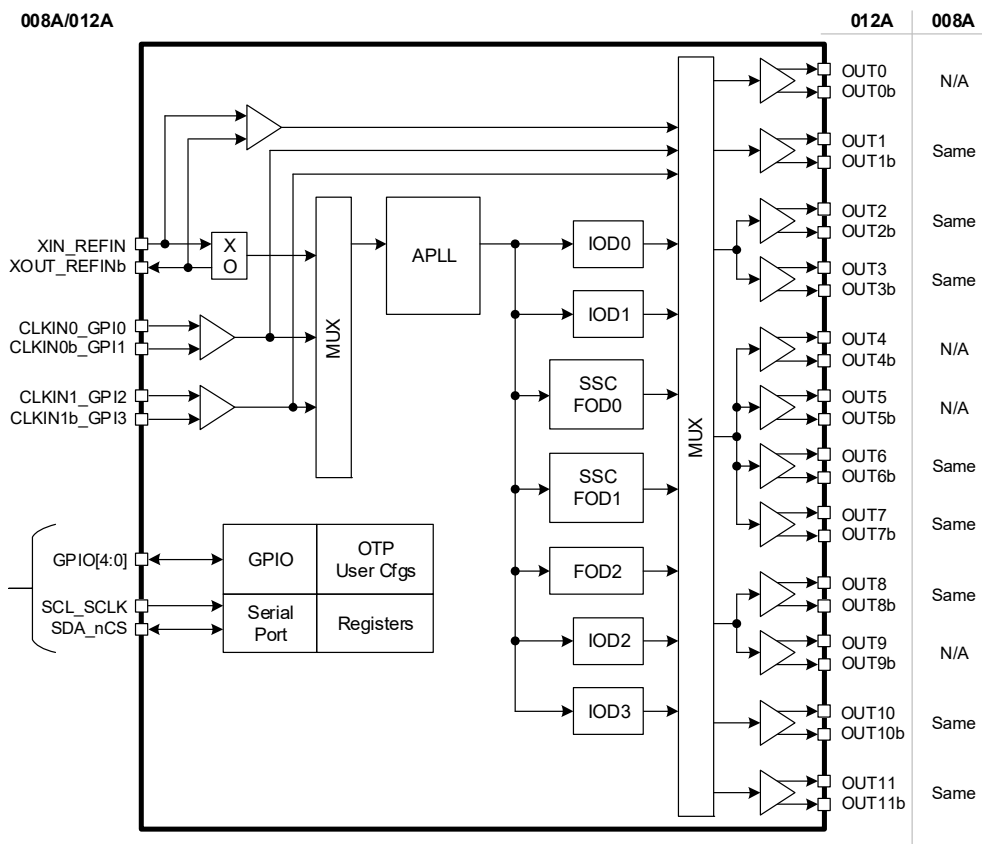 008A/012A
012A
008A
OUT0
OUT0b
N/A
OUT1
OUT1b
Same
OUT2
OUT2b
Same
OUT3
OUT3b
Same
OUT4
OUT4b
N/A
OUT5
OUT5b
N/A
OUT6
OUT6b
Same
OUT7
OUT7b
Same
OUT8
OUT8b
Same
OUT9
OUT9b
N/A
OUT10
OUT10b
Same
OUT11
OUT11b
Same
XIN_REFIN
XOUT_REFINb
X
O
CLKIN0_GPI0
CLKIN0b_GPI1
CLKIN1_GPI2
CLKIN1b_GPI3
MUX
APLL
IOD0
IOD1
SSC
FOD0
SSC
FOD1
FOD2
IOD2
IOD3
MUX
GPIO[4:0]
SCL_SCLK
SDA_nCS
GPIO
OTP
User Cfgs
Serial
Port
Registers